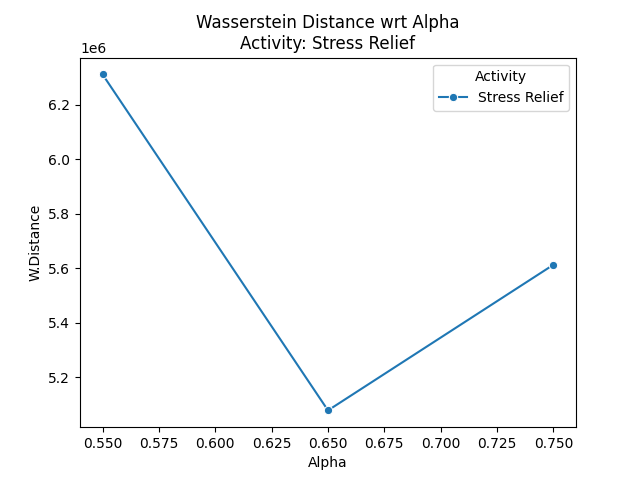 Wasserstein Distance wrt Alpha
Activity: Stress Relief
1e6
Activity
Stress Relief
6.2
6.0
5.8
5.6
5.4
5.2
W.Distance
0.550 0.575 0.600 0.625 0.650 0.675 0.700 0.725 0.750
Alpha